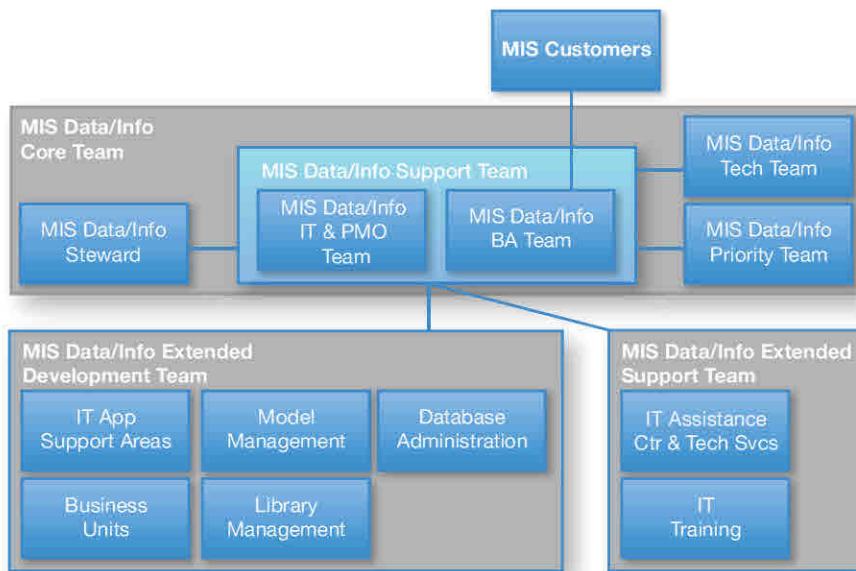 MIS Customers
MIS Data/Info
Core Team
MIS Data/Info Support Team
MIS Data/Info
Steward
MIS Data/Info
IT & PMO
Team
MIS Data/Info
BA Team
MIS Data/Info
Tech Team
MIS Data/Info
Priority Team
MIS Data/Info Extended
Development Team
IT App
Support Areas
Model
Management
Database
Administration
Business
Units
Library
Management
MIS Data/Info Extended
Support Team
IT Assistance
Ctr & Tech Svcs
IT
Training